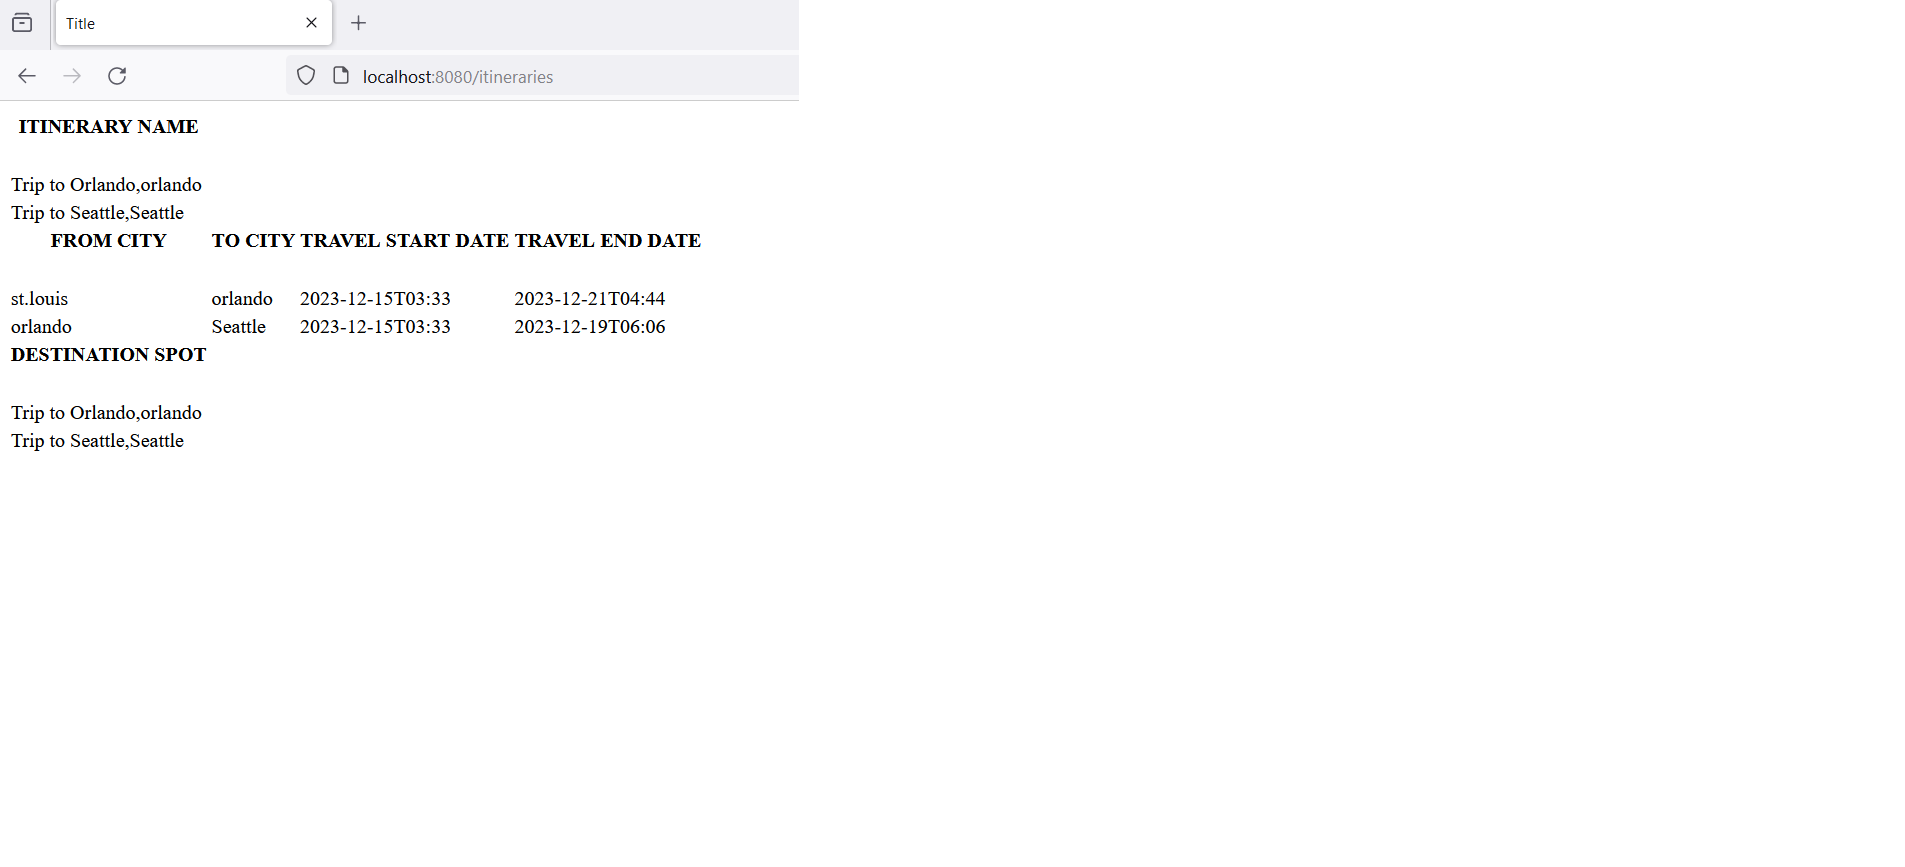 Title
localhost:8080/itineraries
ITINERARY NAME
Trip to Orlando,orlando
Trip to Seattle,Seattle
FROM CITY TO CITY TRAVEL START DATE TRAVEL END DATE
st.louis orlando 2023-12-15T03:33 2023-12-21T04:44
orlando Seattle 2023-12-15T03:33 2023-12-19T06:06
DESTINATION SPOT
Trip to Orlando,orlando
Trip to Seattle,Seattle